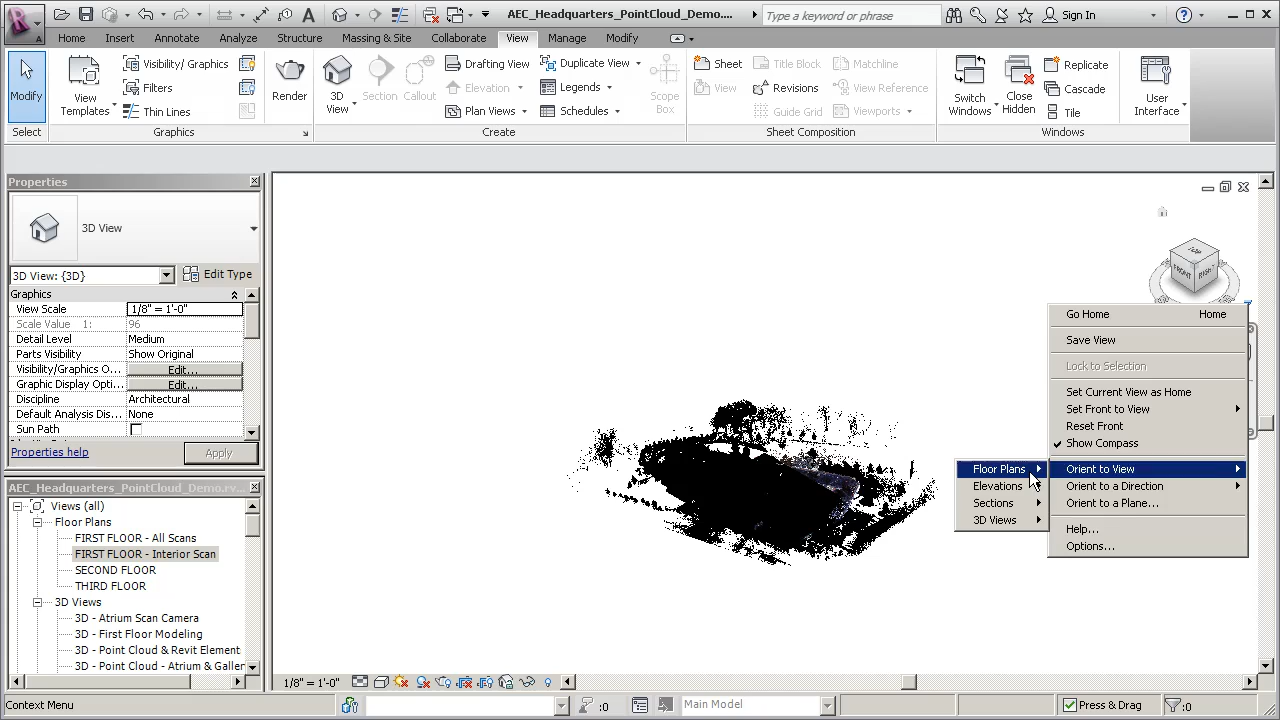 AEC_Headquarters_PointCloud_Demo....
Type a keyword or phrase
Sign In
Home Insert Annotate Analyze Structure Massing & Site Collaborate View Manage Modify
Modify
View Templates
Visibility/ Graphics
Filters
Thin Lines
Render
3D View
Section
Callout
Drafting View
Elevation
Plan Views
Duplicate View
Legends
Schedules
Scope Box
Sheet
View
Title Block
Revisions
Guide Grid
Matchline
View Reference
Viewports
Switch Windows
Close Hidden
Replicate
Cascade
Tile
User Interface
Select Graphics Create Sheet Composition Windows
Properties
3D View
3D View: {3D}
Edit Type
Graphics
View Scale 1/8" = 1'-0"
Scale Value 1: 96
Detail Level Medium
Parts Visibility Show Original
Visibility/Graphics O... Edit...
Graphic Display Opti... Edit...
Discipline Architectural
Default Analysis Dis... None
Sun Path
Properties help
Apply
AEC_Headquarters_PointCloud_Demo.rv...
Views (all)
Floor Plans
FIRST FLOOR - All Scans
FIRST FLOOR - Interior Scan
SECOND FLOOR
THIRD FLOOR
3D Views
3D - Atrium Scan Camera
3D - First Floor Modeling
3D - Point Cloud & Revit Element
3D - Point Cloud - Atrium & Galler
TOP
FRONT
RIGHT
Go Home Home
Save View
Lock to Selection
Set Current View as Home
Set Front to View
Reset Front
Show Compass
Orient to View
Orient to a Direction
Orient to a Plane...
Help...
Options...
Floor Plans
Elevations
Sections
3D Views
1/8" = 1'-0"
Context Menu
:0
Main Model
Press & Drag
:0